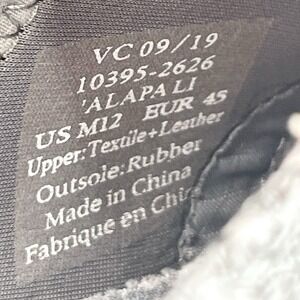 VC 09/19
10395-2626
'ALAPA LI
US M12 EUR 45
Upper: Textile+Leather
Outsole: Rubber
Made in China
Fabriqué en Chine